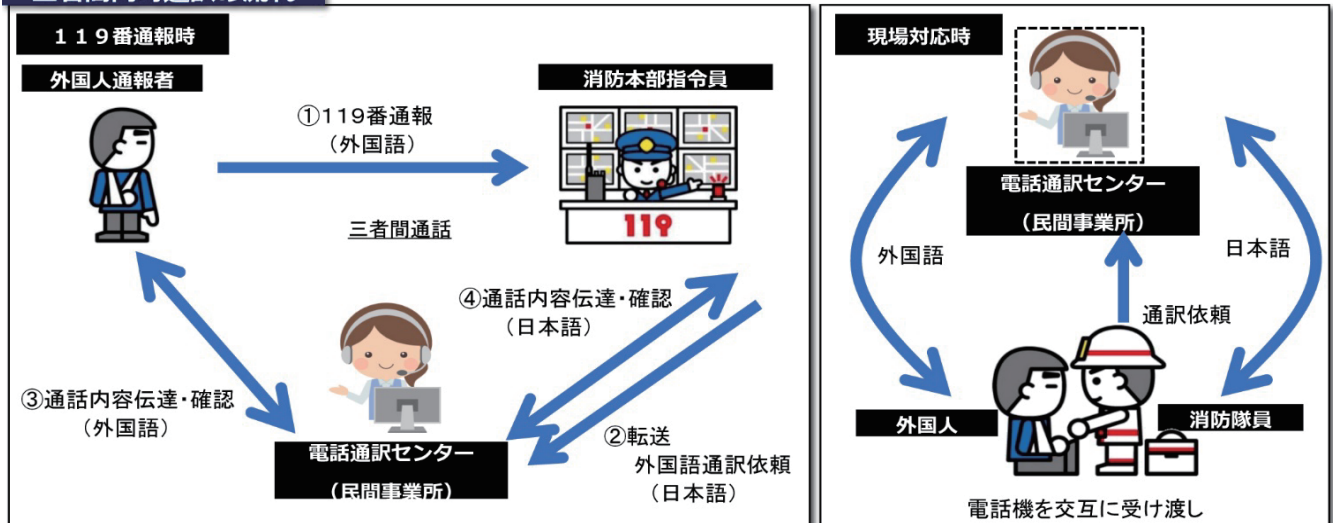 119番通報時
外国人通報者
消防本部指令員
①119番通報
（外国語）
119
三者間通話
④通話内容伝達・確認
（日本語）
③通話内容伝達・確認
（外国語）
②転送
外国語通訳依頼
（日本語）
電話通訳センター
（民間事業所）
現場対応時
電話通訳センター
（民間事業所）
外国語
日本語
通訳依頼
外国人
消防隊員
電話機を交互に受け渡し